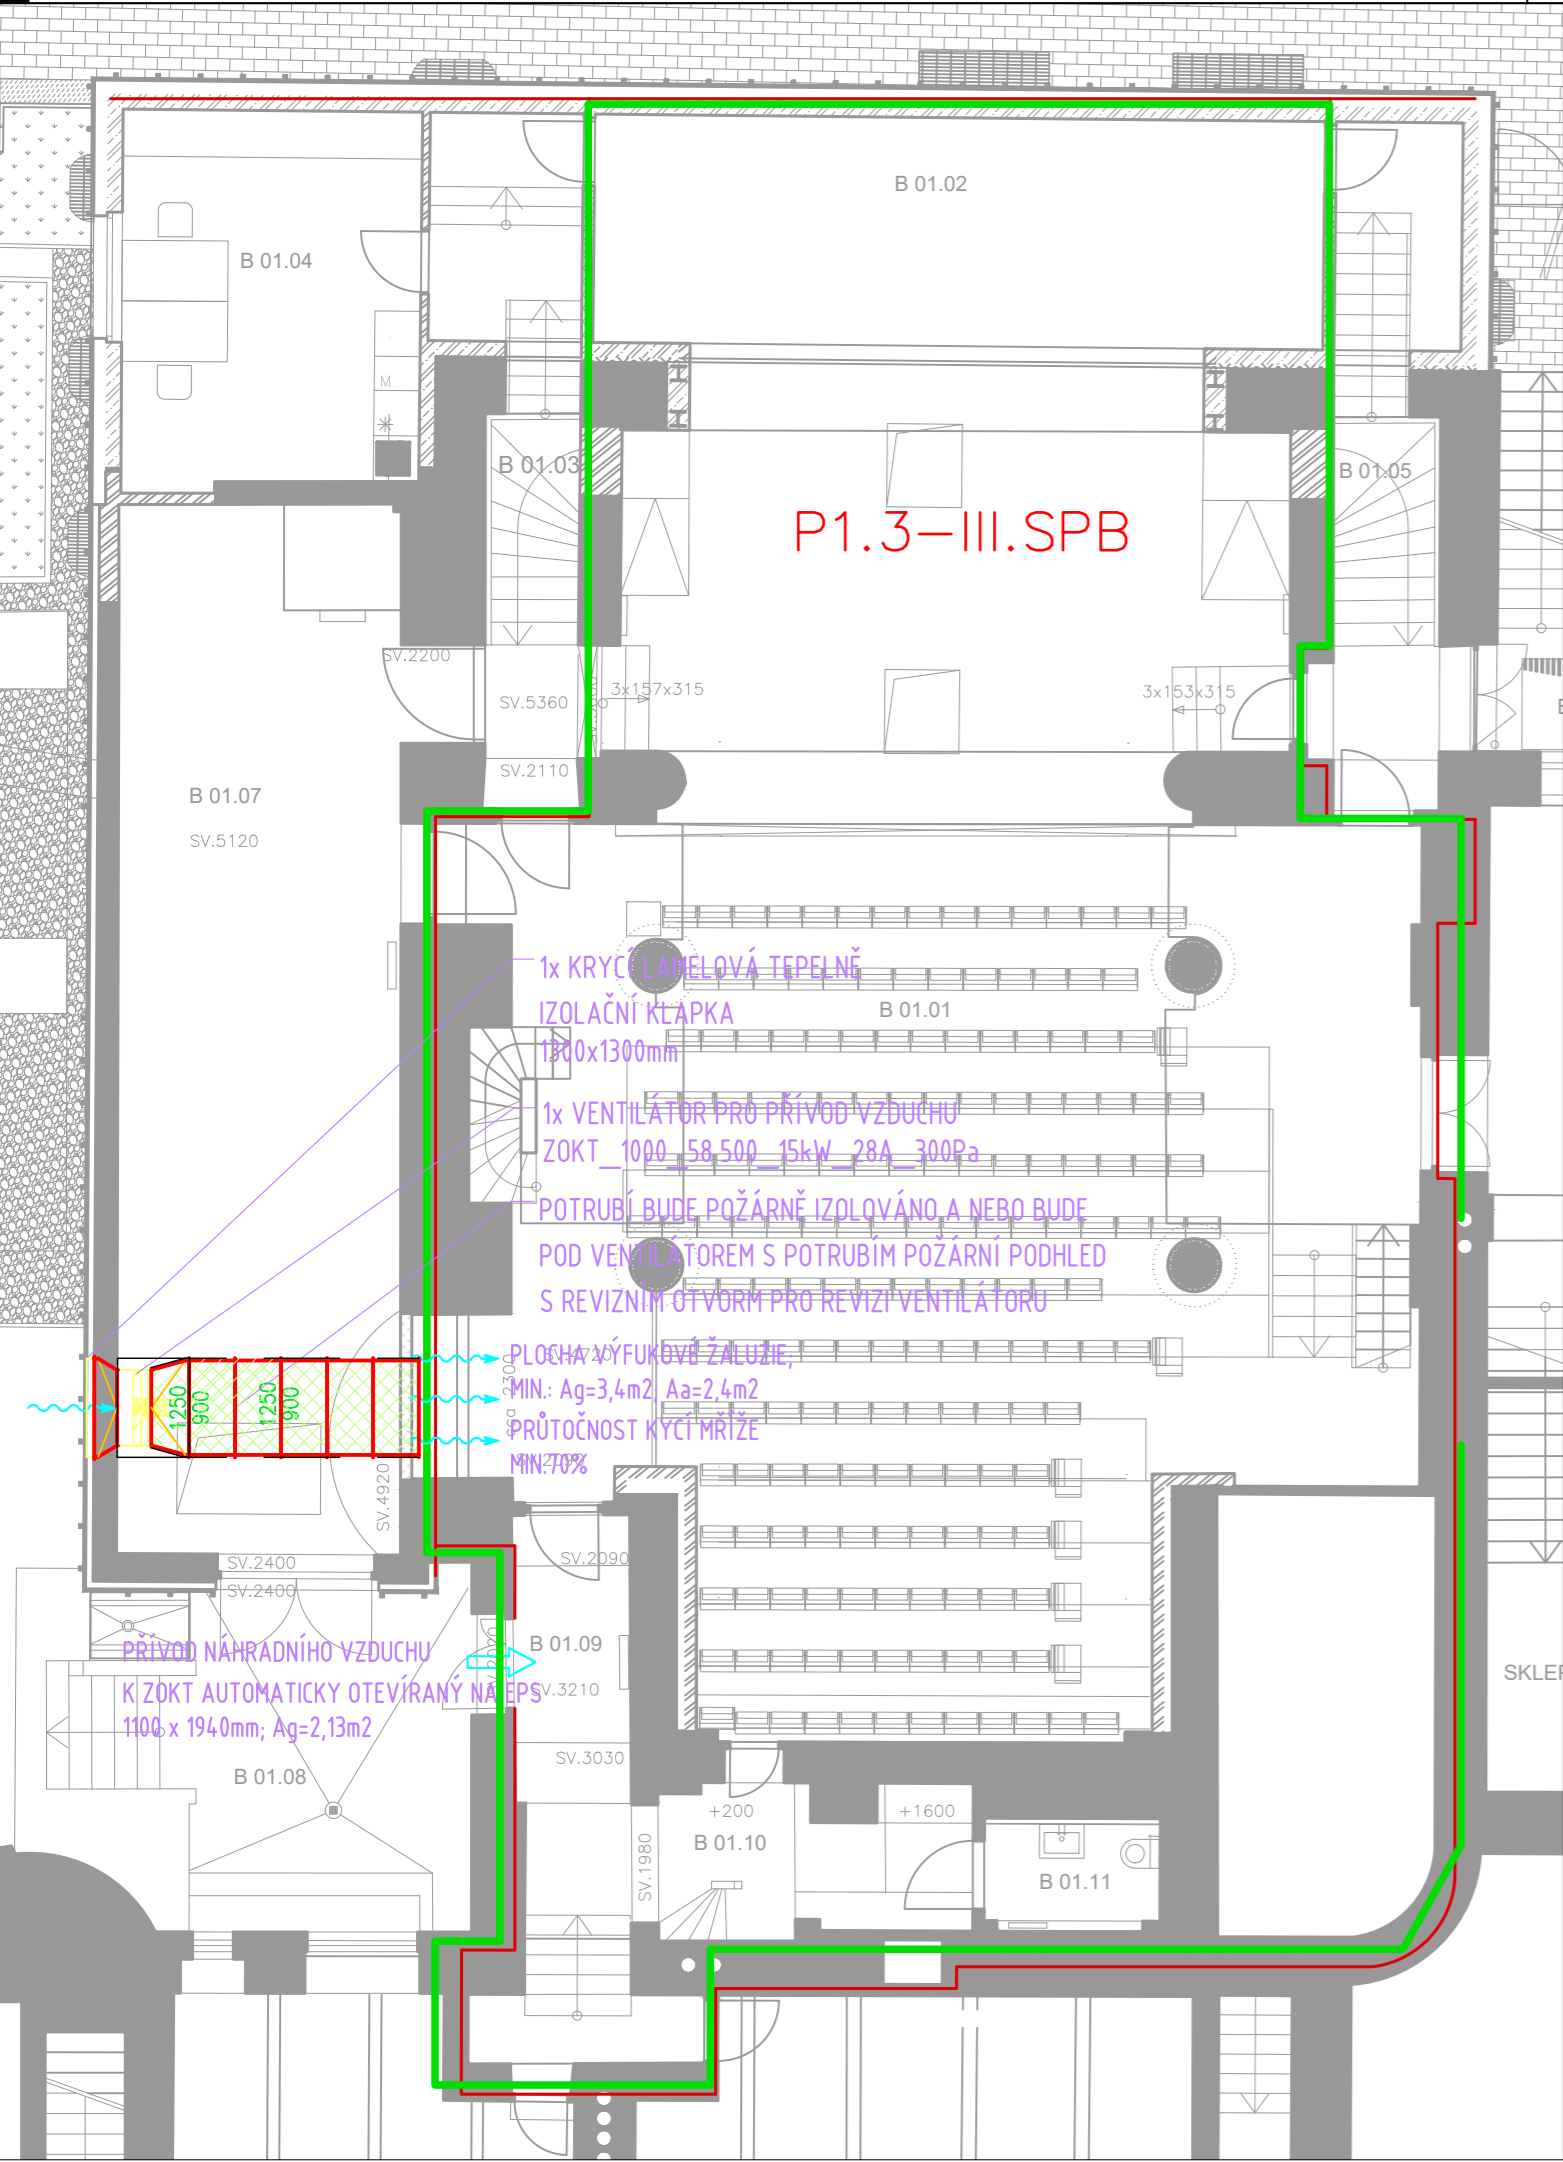 B 01.02
B 01.04
M
B 01.03
B 01.05
P1.3-III.SPB
SV.2200
SV.5360
3x157x315
3x153x315
SV.2110
B 01.07
SV.5120
1x KRYCÍ LAMELOVÁ TEPELNĚ
IZOLAČNÍ KLAPKA
1300x1300mm
B 01.01
1x VENTILÁTOR PRO PŘÍVOD VZDUCHU
ZOKT_1000_58.500_15kW_28A_300Pa
POTRUBÍ BUDE POŽÁRNĚ IZOLOVÁNO A NEBO BUDE
POD VENTILÁTOREM S POTRUBÍM POŽÁRNÍ PODHLED
S REVIZNÍM OTVORM PRO REVIZI VENTILÁTORU
PLOCHA VÝFUKOVÉ ŽALUZIE;
MIN.: Ag=3,4m2, Aa=2,4m2
PRŮTOČNOST KYCÍ MŘÍŽE
MIN.70%
SV.4720
2300
1250
900
1250
900
SV.4920
SV.2400
SV.2400
SV.2090
PŘÍVOD NÁHRADNÍHO VZDUCHU
K ZOKT AUTOMATICKY OTEVÍRANÝ NA EPS
1100 x 1940mm; Ag=2,13m2
B 01.09
SV.3210
SV.3030
B 01.08
+200
+1600
B 01.10
SV.1980
B 01.11
SKLEP